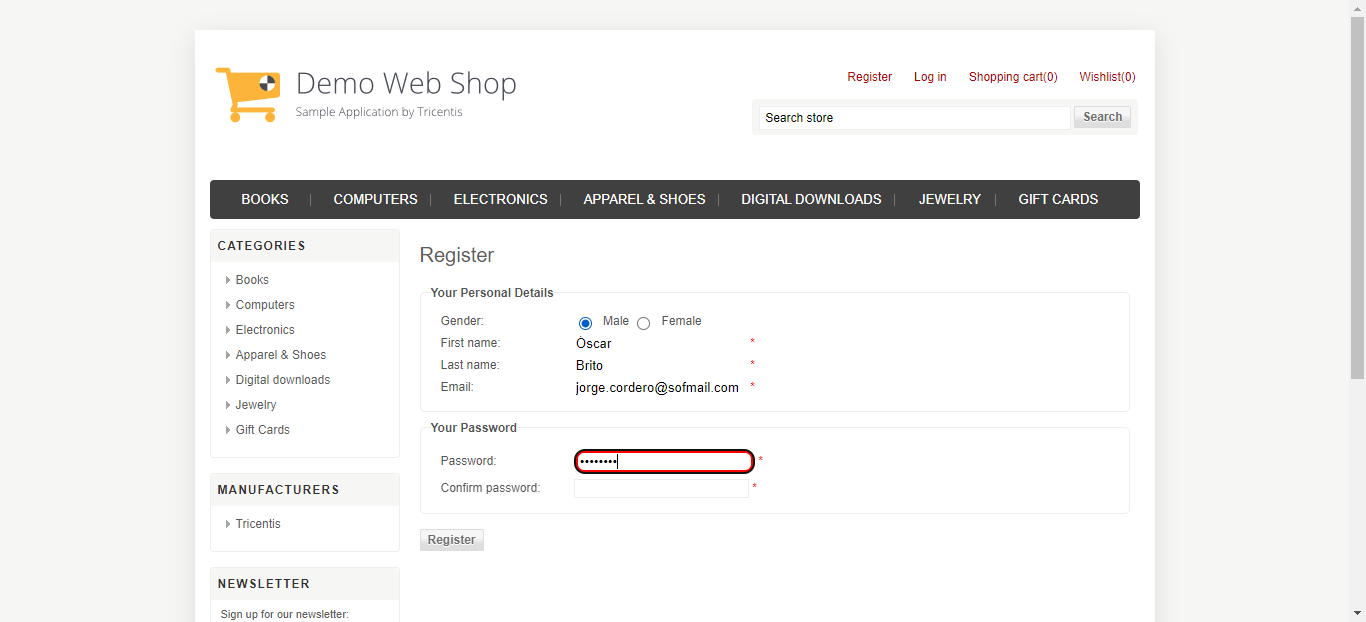 Demo Web Shop
Sample Application by Tricentis
Register Log in Shopping cart(0) Wishlist(0)
Search store Search
BOOKS COMPUTERS ELECTRONICS APPAREL & SHOES DIGITAL DOWNLOADS JEWELRY GIFT CARDS
CATEGORIES
Books
Computers
Electronics
Apparel & Shoes
Digital downloads
Jewelry
Gift Cards
MANUFACTURERS
Tricentis
NEWSLETTER
Sign up for our newsletter:
Register
Your Personal Details
Gender: Male Female
First name: Òscar *
Last name: Brito *
Email: jorge.cordero@sofmail.com *
Your Password
Password: •••••••• *
Confirm password: *
Register